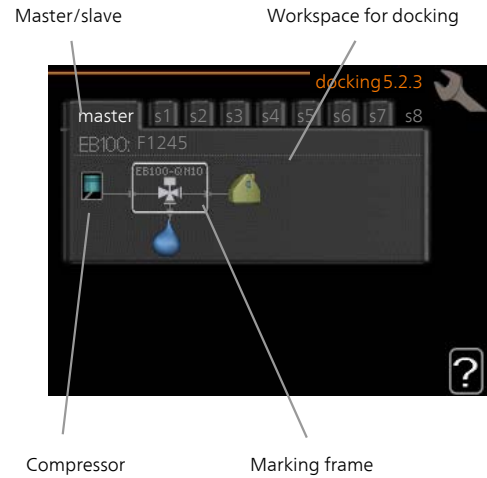 Master/slave
Workspace for docking
docking 5.2.3
master s1 s2 s3 s4 s5 s6 s7 s8
EB100; F1245
EB100-QN10
?
Compressor
Marking frame